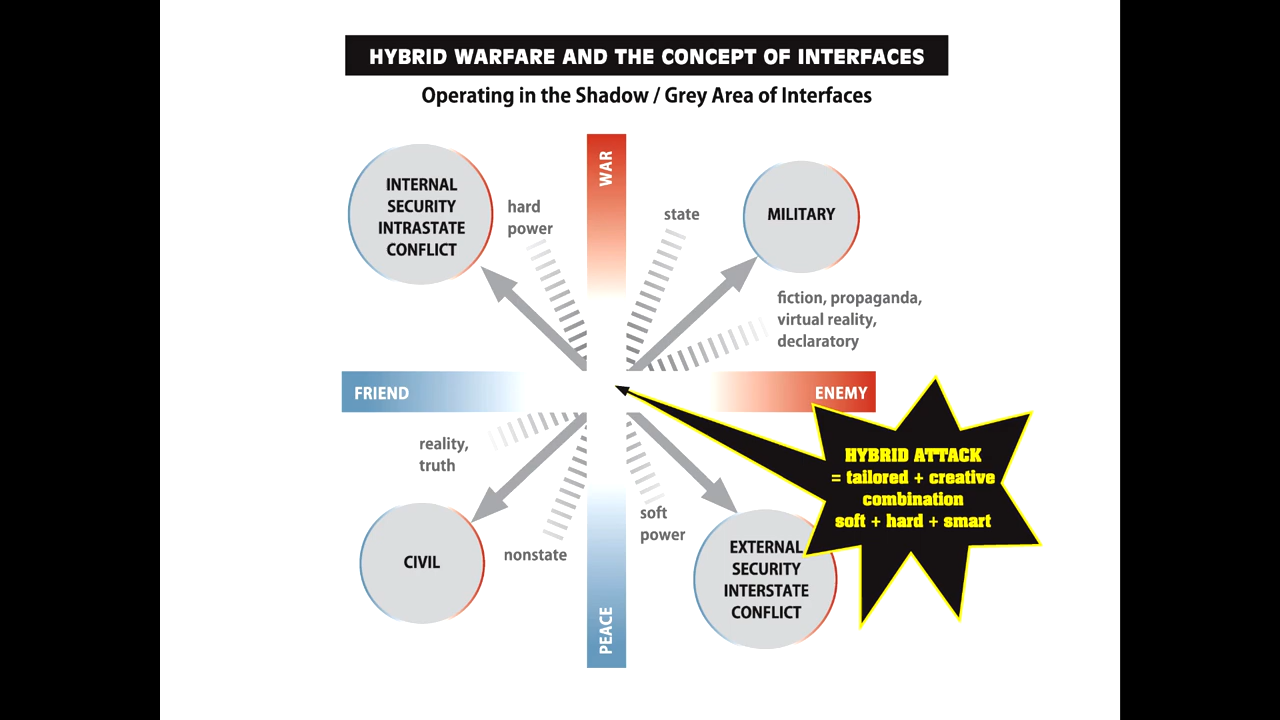 HYBRID WARFARE AND THE CONCEPT OF INTERFACES
Operating in the Shadow / Grey Area of Interfaces
WAR
INTERNAL
SECURITY
INTRASTATE
CONFLICT
hard
power
state
MILITARY
fiction, propaganda,
virtual reality,
declaratory
FRIEND
ENEMY
reality,
truth
HYBRID ATTACK
= tailored + creative
combination
soft + hard + smart
CIVIL
nonstate
soft
power
EXTERNAL
SECURITY
INTERSTATE
CONFLICT
PEACE